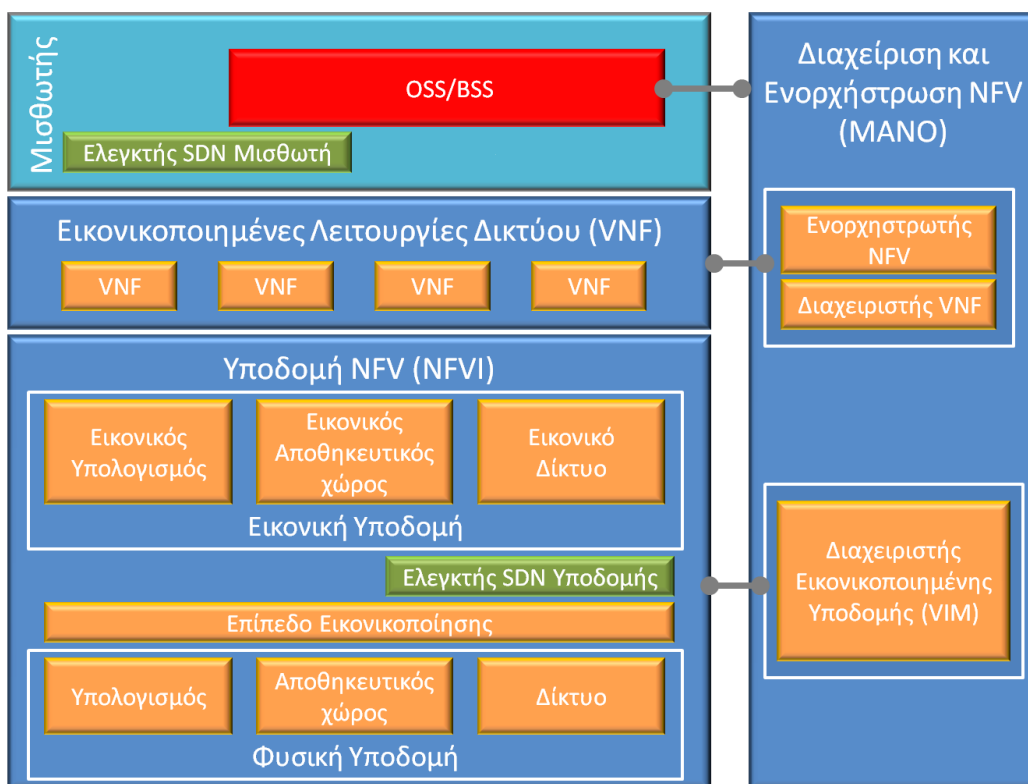 Μισθωτής
OSS/BSS
Ελεγκτής SDN Μισθωτή
Εικονικοποιημένες Λειτουργίες Δικτύου (VNF)
VNF
VNF
VNF
VNF
Υποδομή NFV (NFVI)
Εικονικός
Υπολογισμός
Εικονικός
Αποθηκευτικός
χώρος
Εικονικό
Δίκτυο
Εικονική Υποδομή
Ελεγκτής SDN Υποδομής
Επίπεδο Εικονικοποίησης
Υπολογισμός
Αποθηκευτικός
χώρος
Δίκτυο
Φυσική Υποδομή
Διαχείριση και
Ενορχήστρωση NFV
(MANO)
Ενορχηστρωτής
NFV
Διαχειριστής VNF
Διαχειριστής
Εικονικοποιημένης
Υποδομής (VIM)